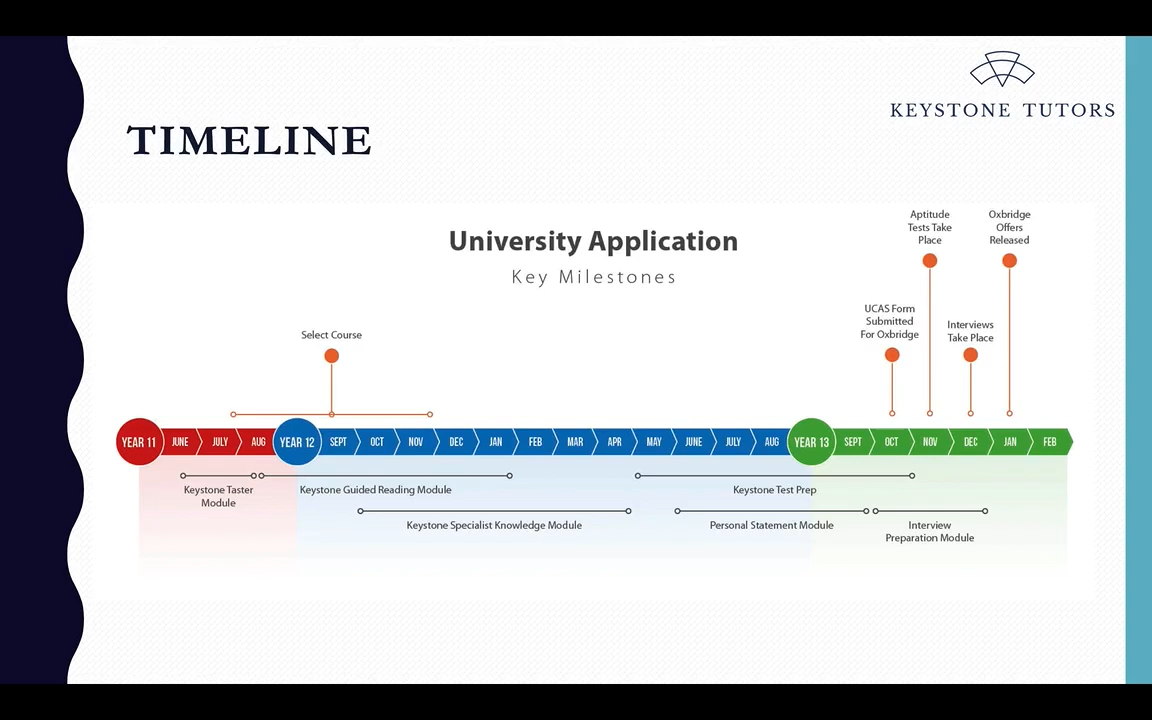 KEYSTONE TUTORS
TIMELINE
University Application
Key Milestones
Aptitude
Tests Take
Place
Oxbridge
Offers
Released
UCAS Form
Submitted
For Oxbridge
Interviews
Take Place
Select Course
YEAR 11 JUNE JULY AUG YEAR 12 SEPT OCT NOV DEC JAN FEB MAR APR MAY JUNE JULY AUG YEAR 13 SEPT OCT NOV DEC JAN FEB
Keystone Taster
Module
Keystone Guided Reading Module
Keystone Test Prep
Keystone Specialist Knowledge Module
Personal Statement Module
Interview
Preparation Module